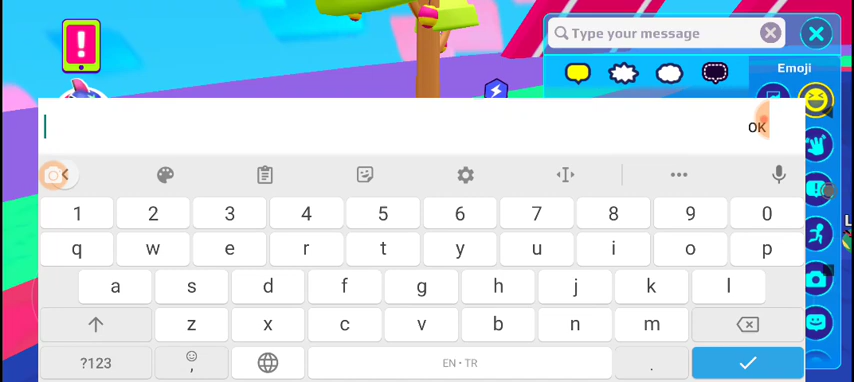 !
Type your message
Emoji
OK
1 2 3 4 5 6 7 8 9 0
q w e r t y u i o p
a s d f g h j k l
z x c v b n m
?123 , EN • TR .